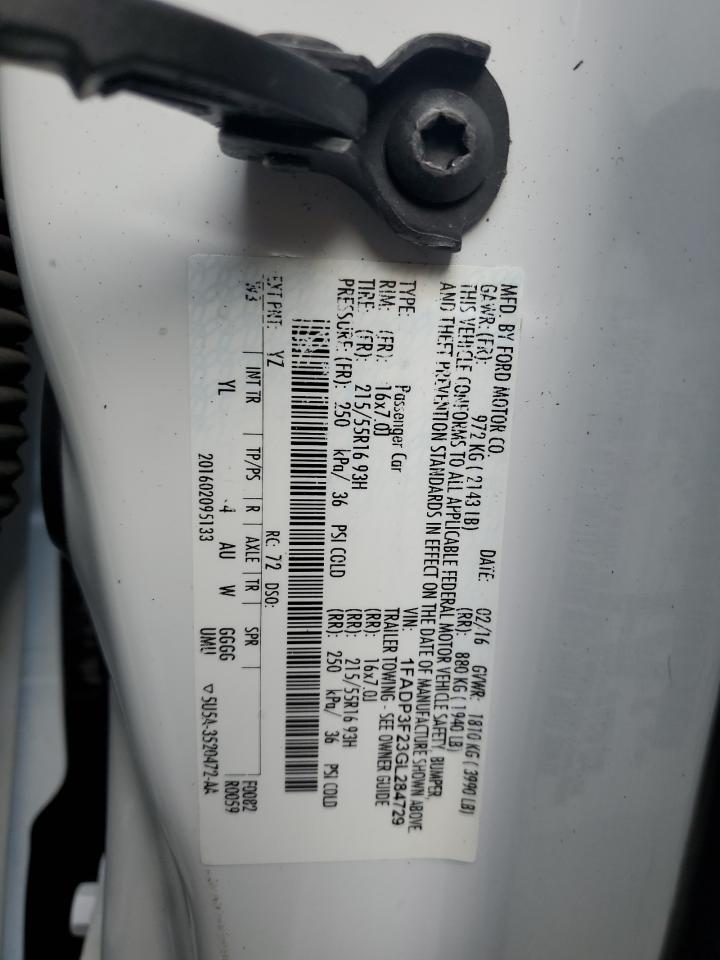 MFD. BY FORD MOTOR CO. DATE: 02/16 GVWR: 1810 KG ( 3990 LB)
GAWR: (FR): 972 KG ( 2143 LB) (RR): 880 KG ( 1940 LB)
THIS VEHICLE CONFORMS TO ALL APPLICABLE FEDERAL MOTOR VEHICLE SAFETY, BUMPER,
AND THEFT PREVENTION STANDARDS IN EFFECT ON THE DATE OF MANUFACTURE SHOWN ABOVE.
VIN: 1FADP3F23GL284729
TYPE: Passenger Car TRAILER TOWING - SEE OWNER GUIDE
RIM: (FR): 16x7.0J (RR): 16x7.0J
TIRE: (FR): 215/55R16 93H (RR): 215/55R16 93H
PRESSURE (FR): 250 kPa/ 36 PSI COLD (RR): 250 kPa/ 36 PSI COLD
EXT PNT: YZ RC: 72 DSO: F0082
INT TR TP/PS R AXLE TR SPR R0059
YL 4 AU W GGGG
201602095133 UMU ▽5U5A-3520472-AA